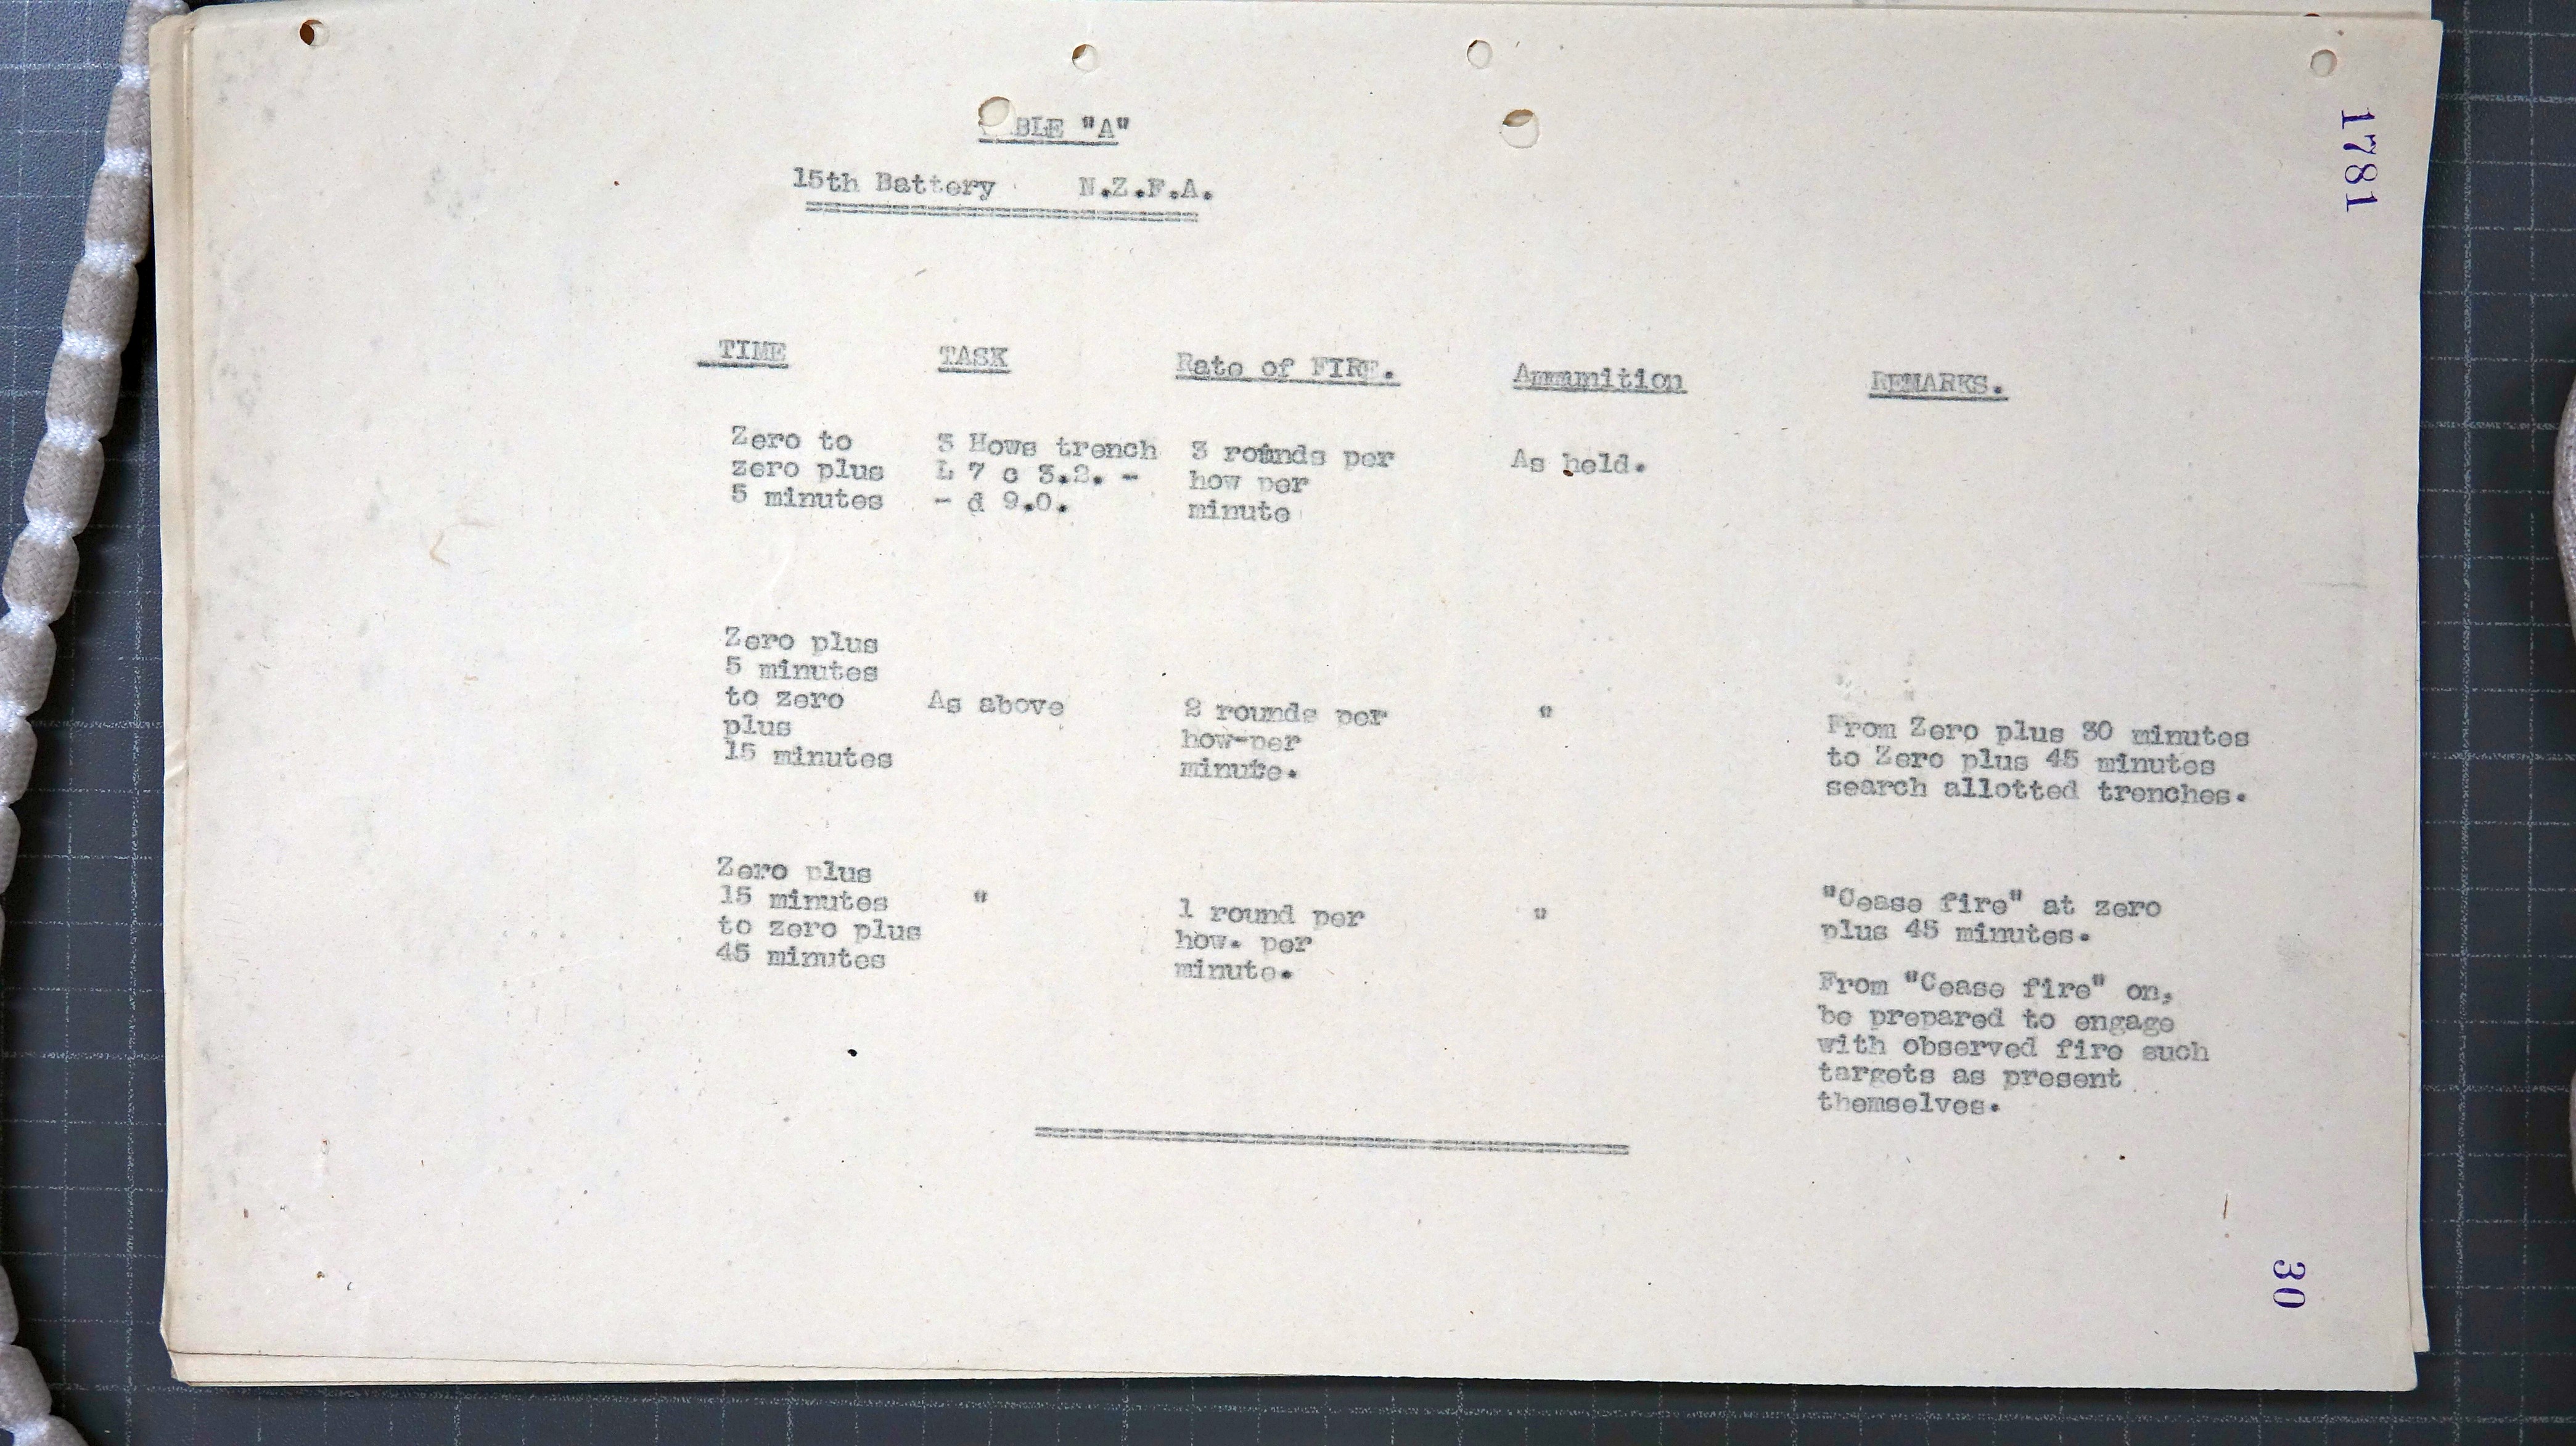 TABLE "A"
15th Battery N.Z.F.A.
TIME TASK Rate of FIRE. Ammunition REMARKS.
Zero to
zero plus
5 minutes
3 Hows trench
L 7 c 3.2. -
- d 9.0.
3 rounds per
how per
minute
As held.
Zero plus
5 minutes
to zero
plus
15 minutes
As above
2 rounds per
how-per
minute.
"
From Zero plus 30 minutes
to Zero plus 45 minutes
search allotted trenches.
Zero plus
15 minutes
to zero plus
45 minutes
"
1 round per
how. per
minute.
"
"Cease fire" at zero
plus 45 minutes.
From "Cease fire" on,
be prepared to engage
with observed fire such
targets as present
themselves.
1781
30